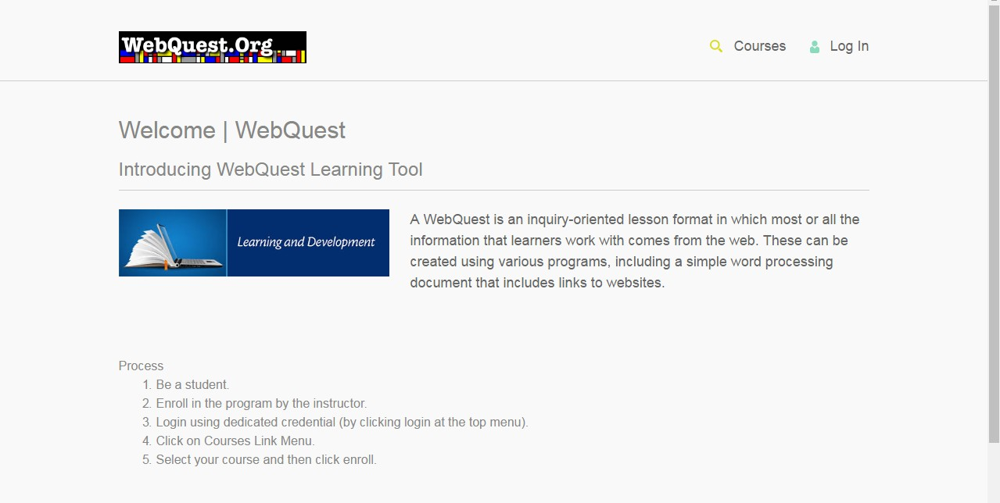 WebQuest.Org
Courses
Log In
Welcome | WebQuest
Introducing WebQuest Learning Tool
Learning and Development
A WebQuest is an inquiry-oriented lesson format in which most or all the
information that learners work with comes from the web. These can be
created using various programs, including a simple word processing
document that includes links to websites.
Process
1. Be a student.
2. Enroll in the program by the instructor.
3. Login using dedicated credential (by clicking login at the top menu).
4. Click on Courses Link Menu.
5. Select your course and then click enroll.